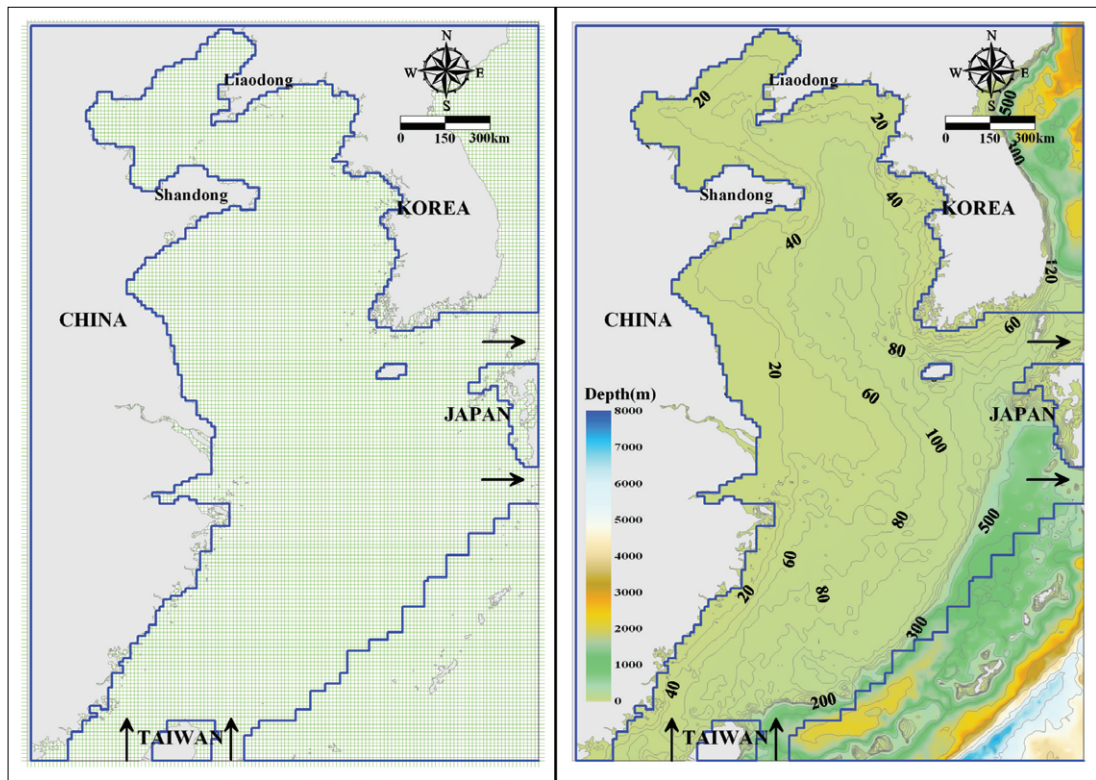 N
W E
S
Liaodong
0 150 300km
Shandong
KOREA
CHINA
JAPAN
TAIWAN
N
W E
S
Liaodong
0 150 300km
20
20
500
300
Shandong
40
KOREA
40
120
CHINA
60
80
20
60
Depth(m)
8000
7000
6000
5000
4000
3000
2000
1000
0
JAPAN
100
500
80
60
80
20
300
40
200
TAIWAN